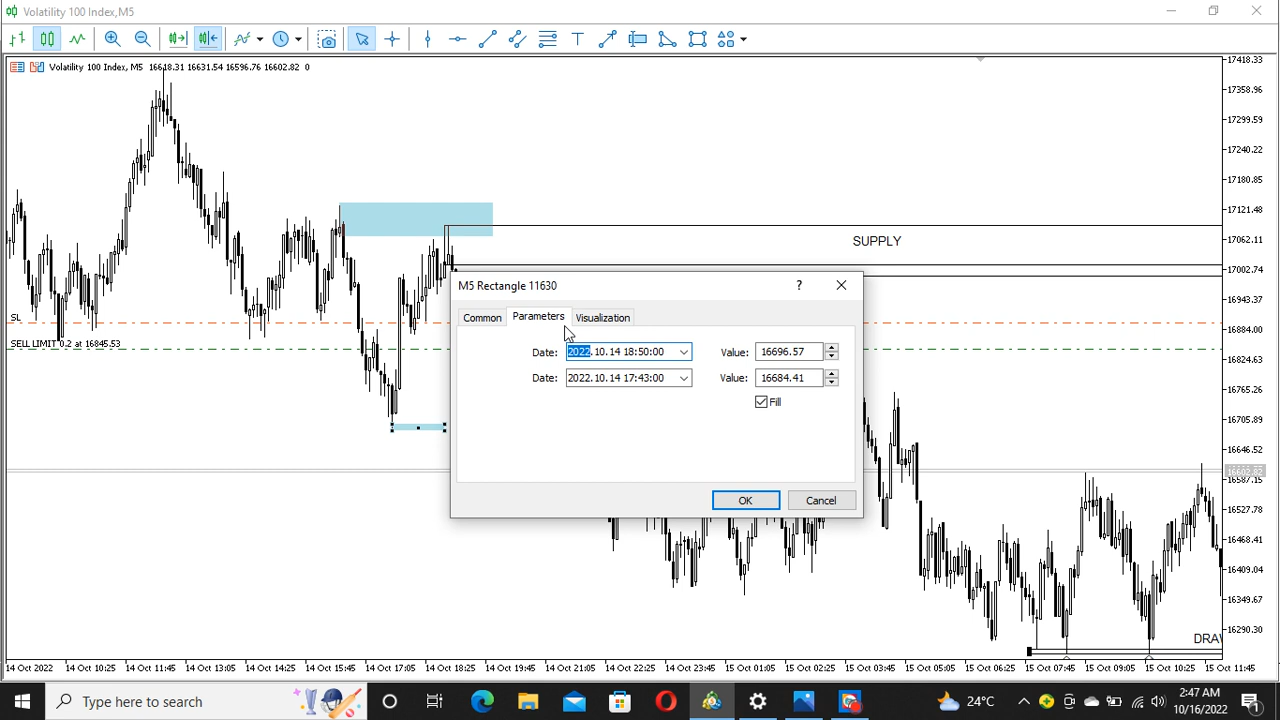 Volatility 100 Index,M5
Volatility 100 Index, M5 16618.31 16631.54 16596.76 16602.82 0
17418.33
17358.96
17299.59
17240.22
17180.85
17121.48
17062.11
17002.74
16943.37
16884.00
16824.63
16765.26
16705.89
16646.52
16602.82
16587.15
16527.78
16468.41
16409.04
16349.67
16290.30
SUPPLY
SL
SELL LIMIT 0.2 at 16845.53
M5 Rectangle 11630
?
Common
Parameters
Visualization
Date: 2022.10.14 18:50:00 Value: 16696.57
Date: 2022.10.14 17:43:00 Value: 16684.41
Fill
OK
Cancel
DRAW
14 Oct 2022 14 Oct 10:25 14 Oct 11:45 14 Oct 13:05 14 Oct 14:25 14 Oct 15:45 14 Oct 17:05 14 Oct 18:25 14 Oct 19:45 14 Oct 21:05 14 Oct 22:25 14 Oct 23:45 15 Oct 01:05 15 Oct 02:25 15 Oct 03:45 15 Oct 05:05 15 Oct 06:25 15 Oct 07:45 15 Oct 09:05 15 Oct 10:25 15 Oct 11:45
Type here to search
24°C
2:47 AM
10/16/2022
1